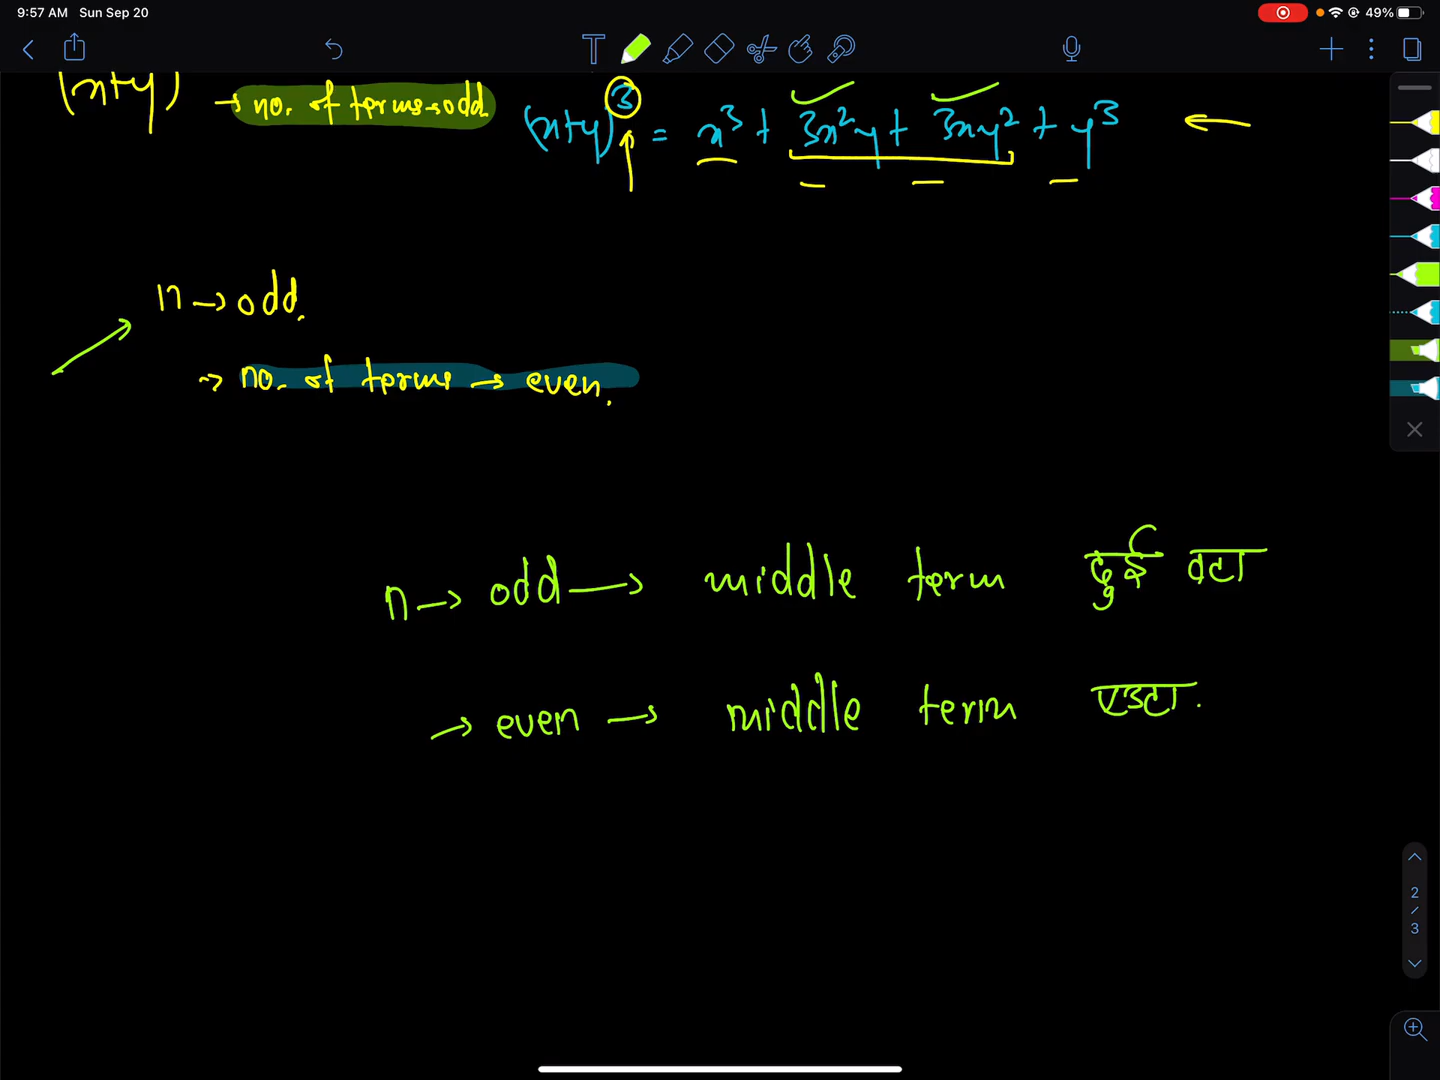 9:57 AM Sun Sep 20
49%
(x+y) → no. of terms → odd
(x+y)³ = x³ + 3x²y + 3xy² + y³
n → odd.
→ no. of terms → even.
n → odd → middle term दुई वटा
→ even → middle term एउटा.
2
/
3